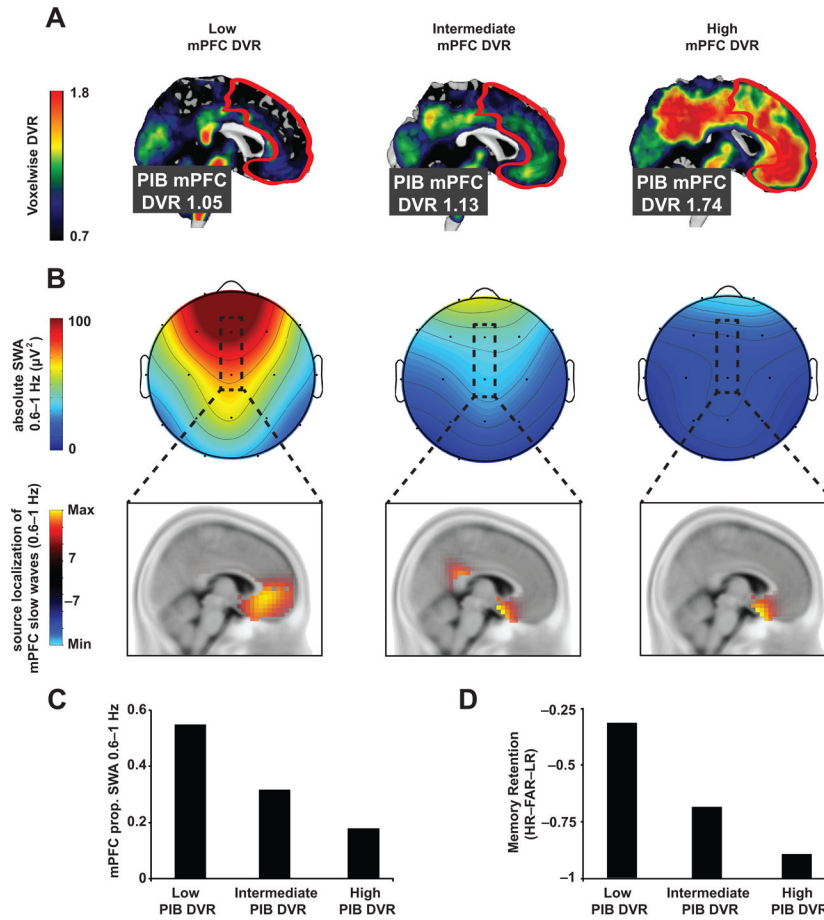 A
Low
mPFC DVR
Intermediate
mPFC DVR
High
mPFC DVR
Voxelwise DVR
1.8
0.7
PIB mPFC
DVR 1.05
PIB mPFC
DVR 1.13
PIB mPFC
DVR 1.74
B
absolute SWA
0.6–1 Hz (µV²)
100
0
source localization of
mPFC slow waves (0.6–1 Hz)
Max
7
–7
Min
C
mPFC prop. SWA 0.6–1 Hz
0.6
0.4
0.2
0
Low
PIB DVR
Intermediate
PIB DVR
High
PIB DVR
D
Memory Retention
(HR–FAR–LR)
–0.25
–0.5
–0.75
–1
Low
PIB DVR
Intermediate
PIB DVR
High
PIB DVR